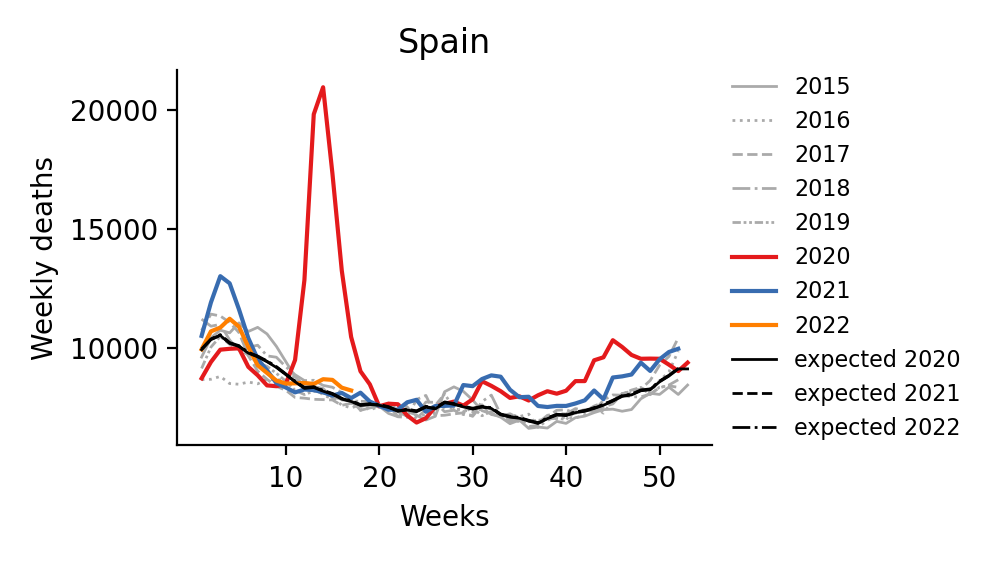 Spain
Weekly deaths
20000
15000
10000
10 20 30 40 50
Weeks
2015
2016
2017
2018
2019
2020
2021
2022
expected 2020
expected 2021
expected 2022